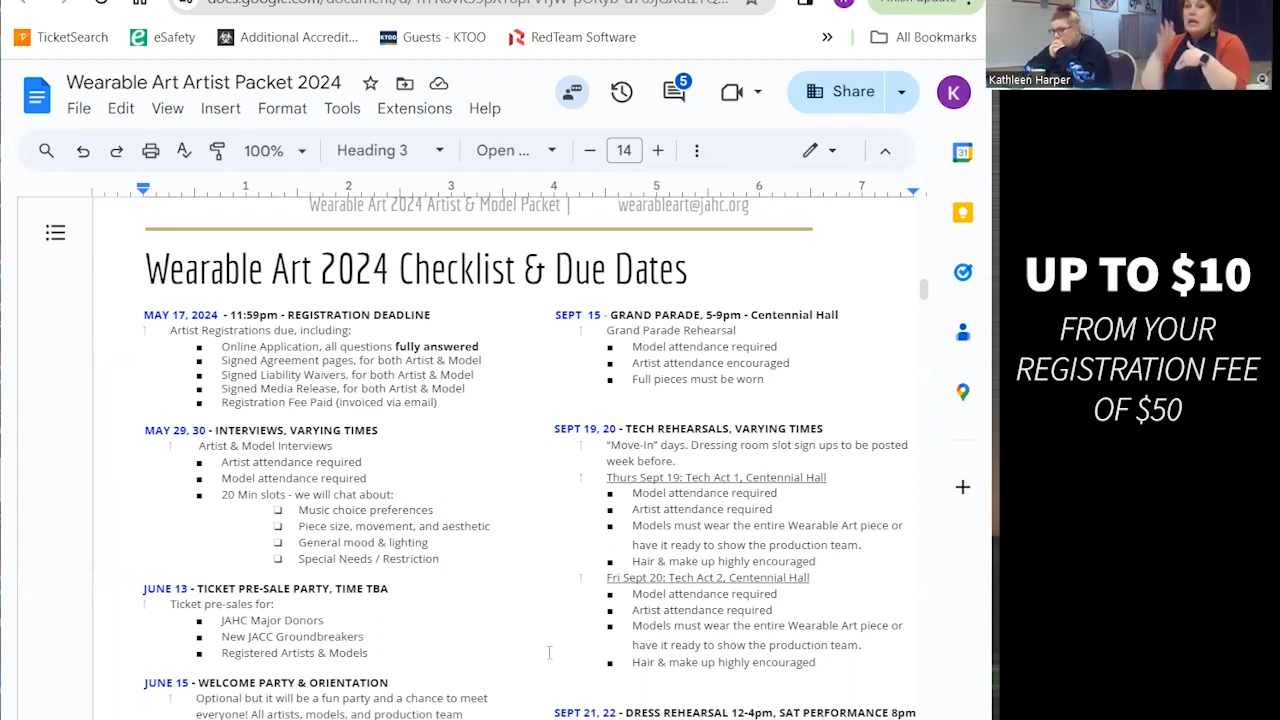 TicketSearch
eSafety
Additional Accredit...
Guests - KTOO
RedTeam Software
All Bookmarks
Kathleen Harper
Wearable Art Artist Packet 2024
File Edit View Insert Format Tools Extensions Help
5
Share
K
100%
Heading 3
Open ...
14
1 2 3 4 5 6 7
Wearable Art 2024 Artist & Model Packet | wearableart@jahc.org
Wearable Art 2024 Checklist & Due Dates
MAY 17, 2024 - 11:59pm - REGISTRATION DEADLINE
Artist Registrations due, including:
Online Application, all questions fully answered
Signed Agreement pages, for both Artist & Model
Signed Liability Waivers, for both Artist & Model
Signed Media Release, for both Artist & Model
Registration Fee Paid (invoiced via email)
MAY 29, 30 - INTERVIEWS, VARYING TIMES
Artist & Model Interviews
Artist attendance required
Model attendance required
20 Min slots - we will chat about:
Music choice preferences
Piece size, movement, and aesthetic
General mood & lighting
Special Needs / Restriction
JUNE 13 - TICKET PRE-SALE PARTY, TIME TBA
Ticket pre-sales for:
JAHC Major Donors
New JACC Groundbreakers
Registered Artists & Models
JUNE 15 - WELCOME PARTY & ORIENTATION
Optional but it will be a fun party and a chance to meet
everyone! All artists, models, and production team
SEPT 15 - GRAND PARADE, 5-9pm - Centennial Hall
Grand Parade Rehearsal
Model attendance required
Artist attendance encouraged
Full pieces must be worn
SEPT 19, 20 - TECH REHEARSALS, VARYING TIMES
“Move-In” days. Dressing room slot sign ups to be posted
week before.
Thurs Sept 19: Tech Act 1, Centennial Hall
Model attendance required
Artist attendance required
Models must wear the entire Wearable Art piece or
have it ready to show the production team.
Hair & make up highly encouraged
Fri Sept 20: Tech Act 2, Centennial Hall
Model attendance required
Artist attendance required
Models must wear the entire Wearable Art piece or
have it ready to show the production team.
Hair & make up highly encouraged
SEPT 21, 22 - DRESS REHEARSAL 12-4pm, SAT PERFORMANCE 8pm
31
UP TO $10
FROM YOUR
REGISTRATION FEE
OF $50